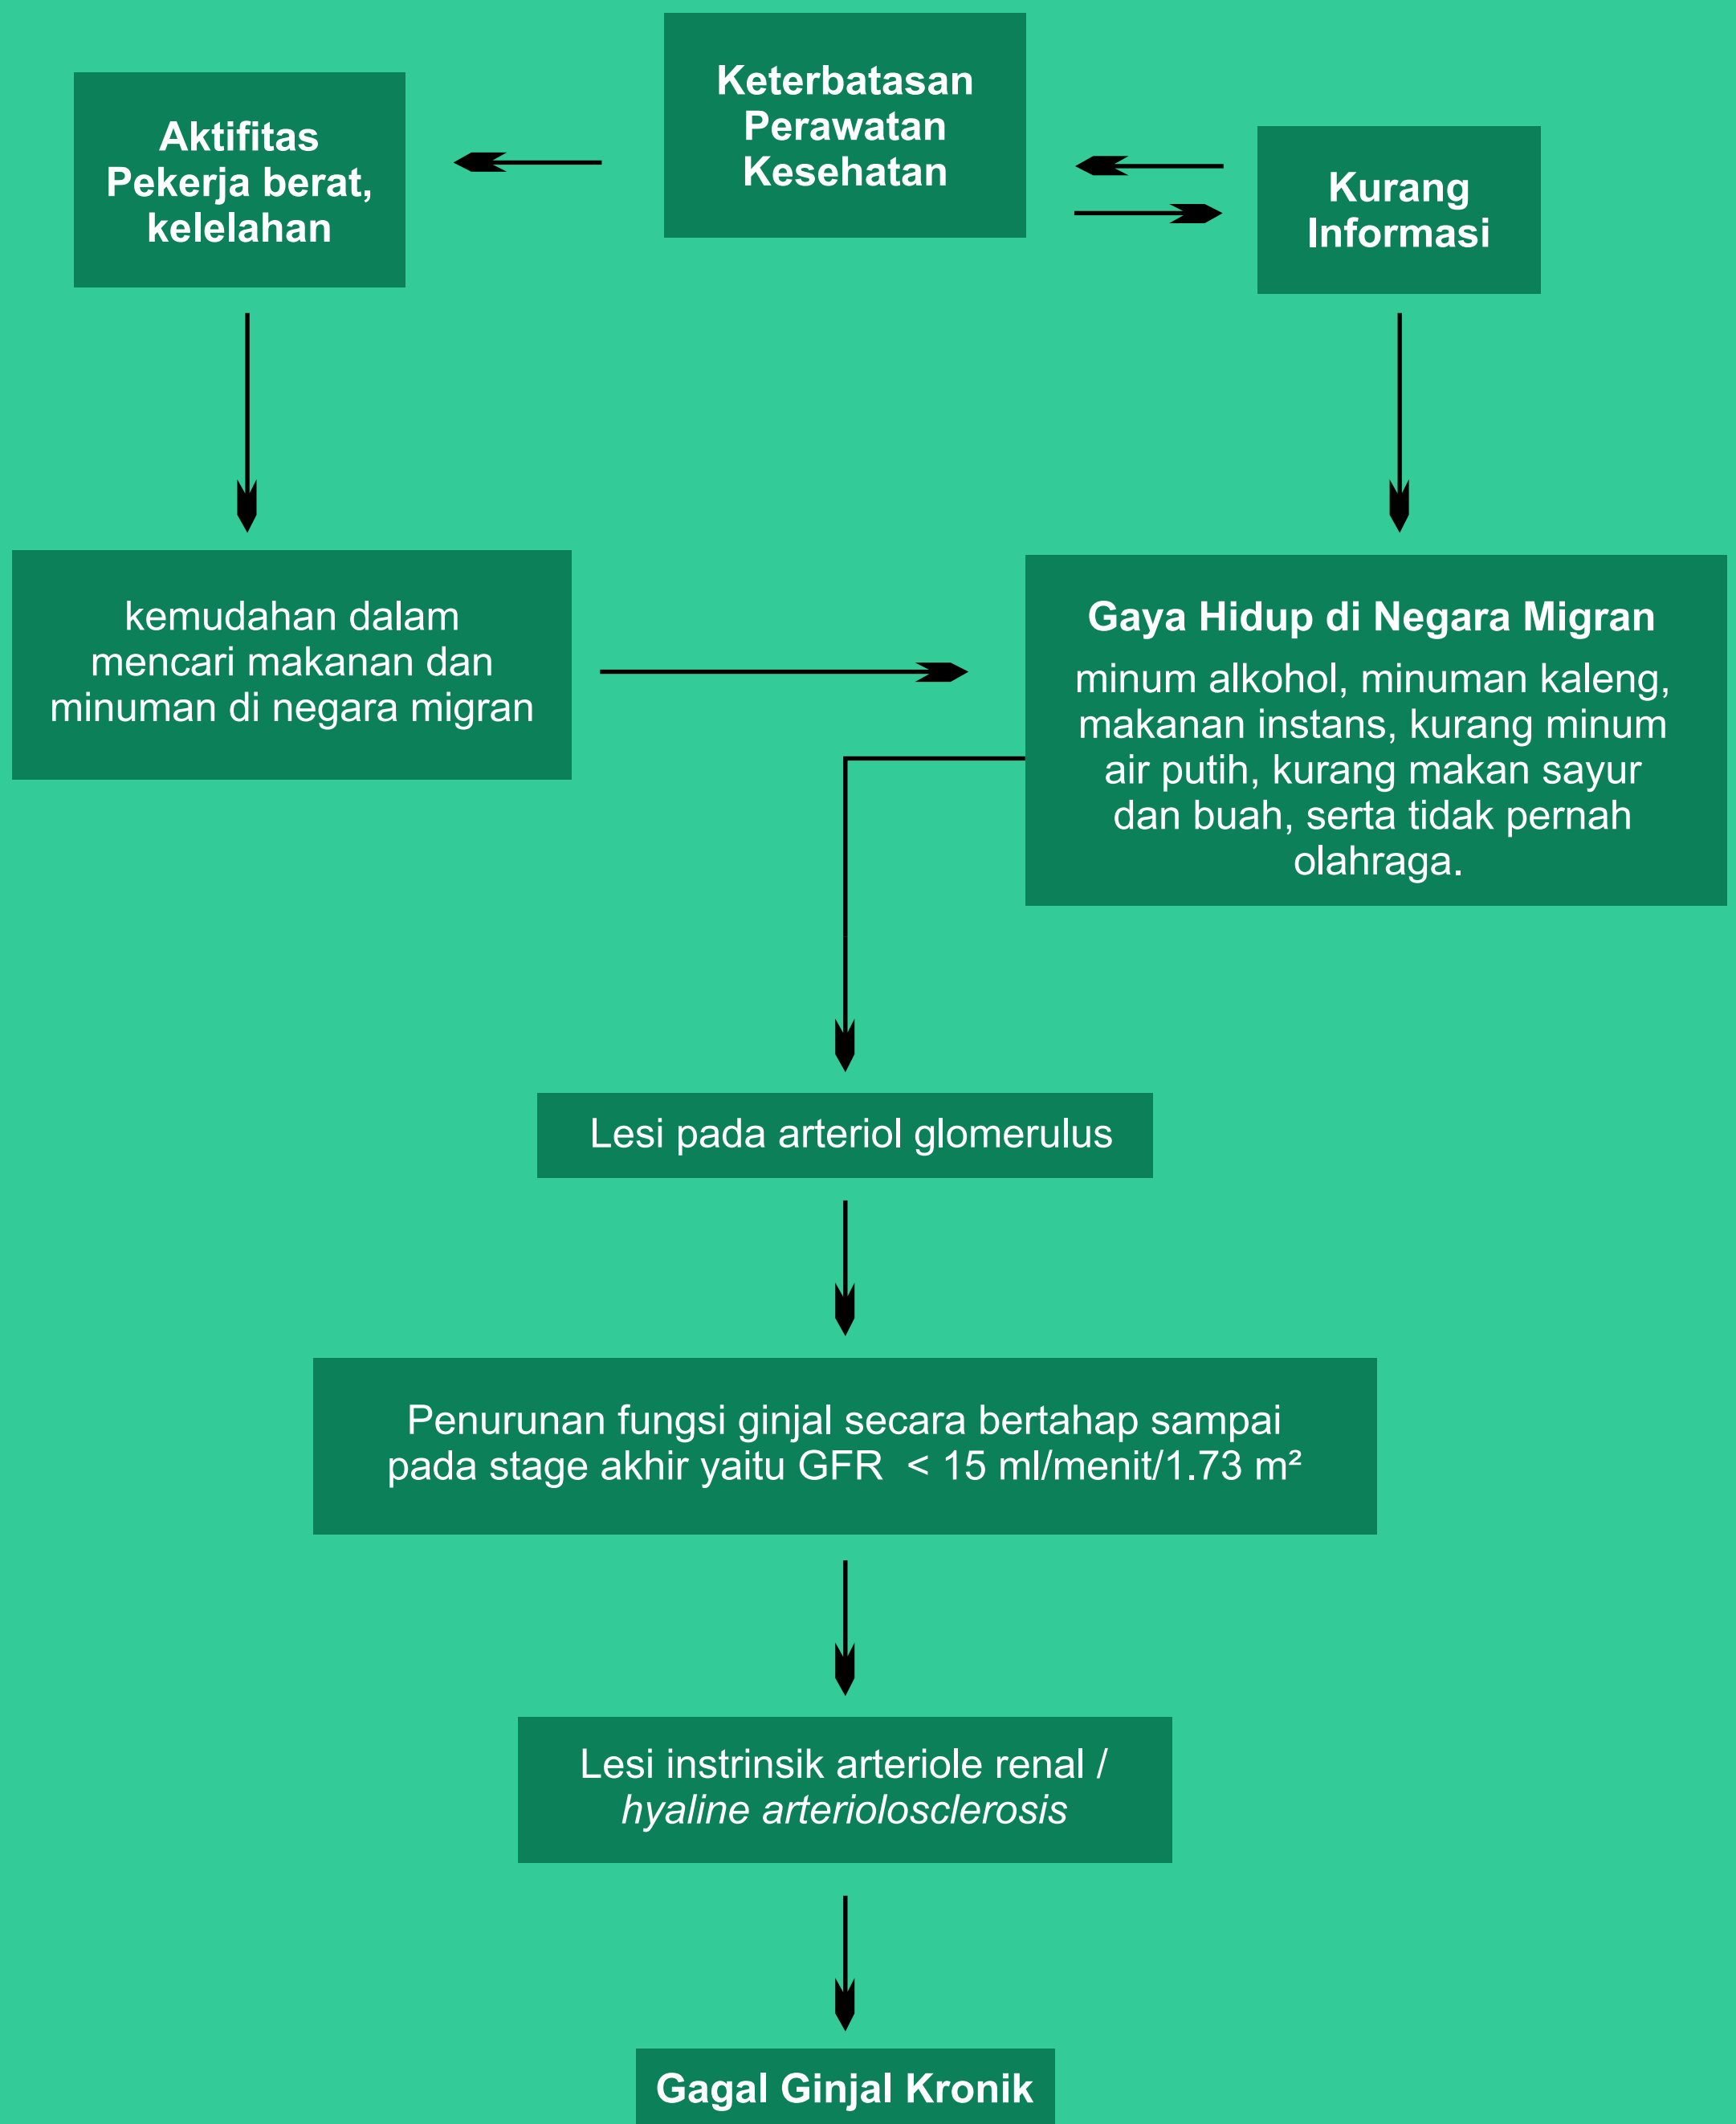 Keterbatasan
Perawatan
Kesehatan
Aktifitas
Pekerja berat,
kelelahan
Kurang
Informasi
kemudahan dalam
mencari makanan dan
minuman di negara migran
Gaya Hidup di Negara Migran
minum alkohol, minuman kaleng,
makanan instans, kurang minum
air putih, kurang makan sayur
dan buah, serta tidak pernah
olahraga.
Lesi pada arteriol glomerulus
Penurunan fungsi ginjal secara bertahap sampai
pada stage akhir yaitu GFR < 15 ml/menit/1.73 m²
Lesi instrinsik arteriole renal /
hyaline arteriolosclerosis
Gagal Ginjal Kronik